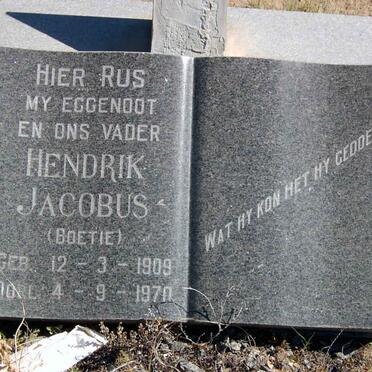 HIER RUS
MY EGGENOOT
EN ONS VADER
HENDRIK
JACOBUS
(BOETIE)
GEB. 12 - 3 - 1909
4 - 9 - 1970
WAT HY KON HET HY GEDOEN